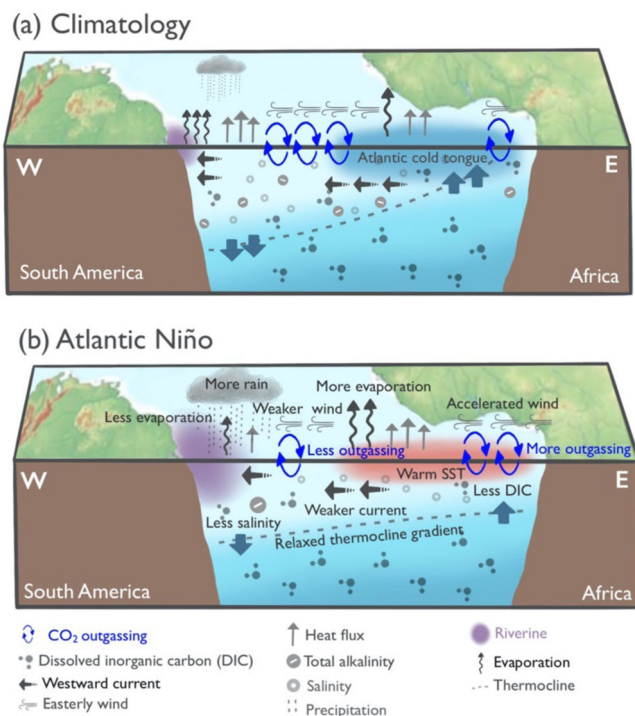 (a) Climatology
Atlantic cold tongue
W
E
South America
Africa
(b) Atlantic Niño
More rain
More evaporation
Less evaporation
Weaker wind
Accelerated wind
Less outgassing
More outgassing
W
Warm SST
E
Less DIC
Less salinity
Weaker current
Relaxed thermocline gradient
South America
Africa
CO₂ outgassing
Heat flux
Riverine
Dissolved inorganic carbon (DIC)
Total alkalinity
Evaporation
Westward current
Salinity
Thermocline
Easterly wind
Precipitation